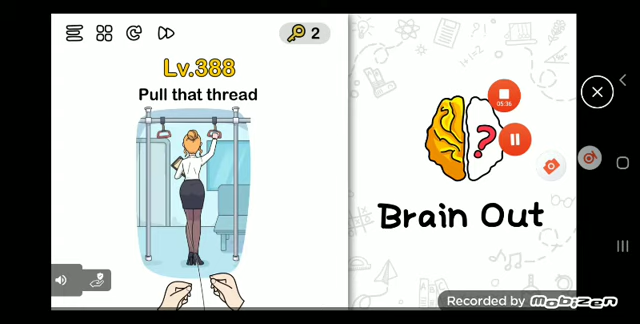 2
Lv.388
Pull that thread
05:36
?
Brain Out
Recorded by MOBIZEN